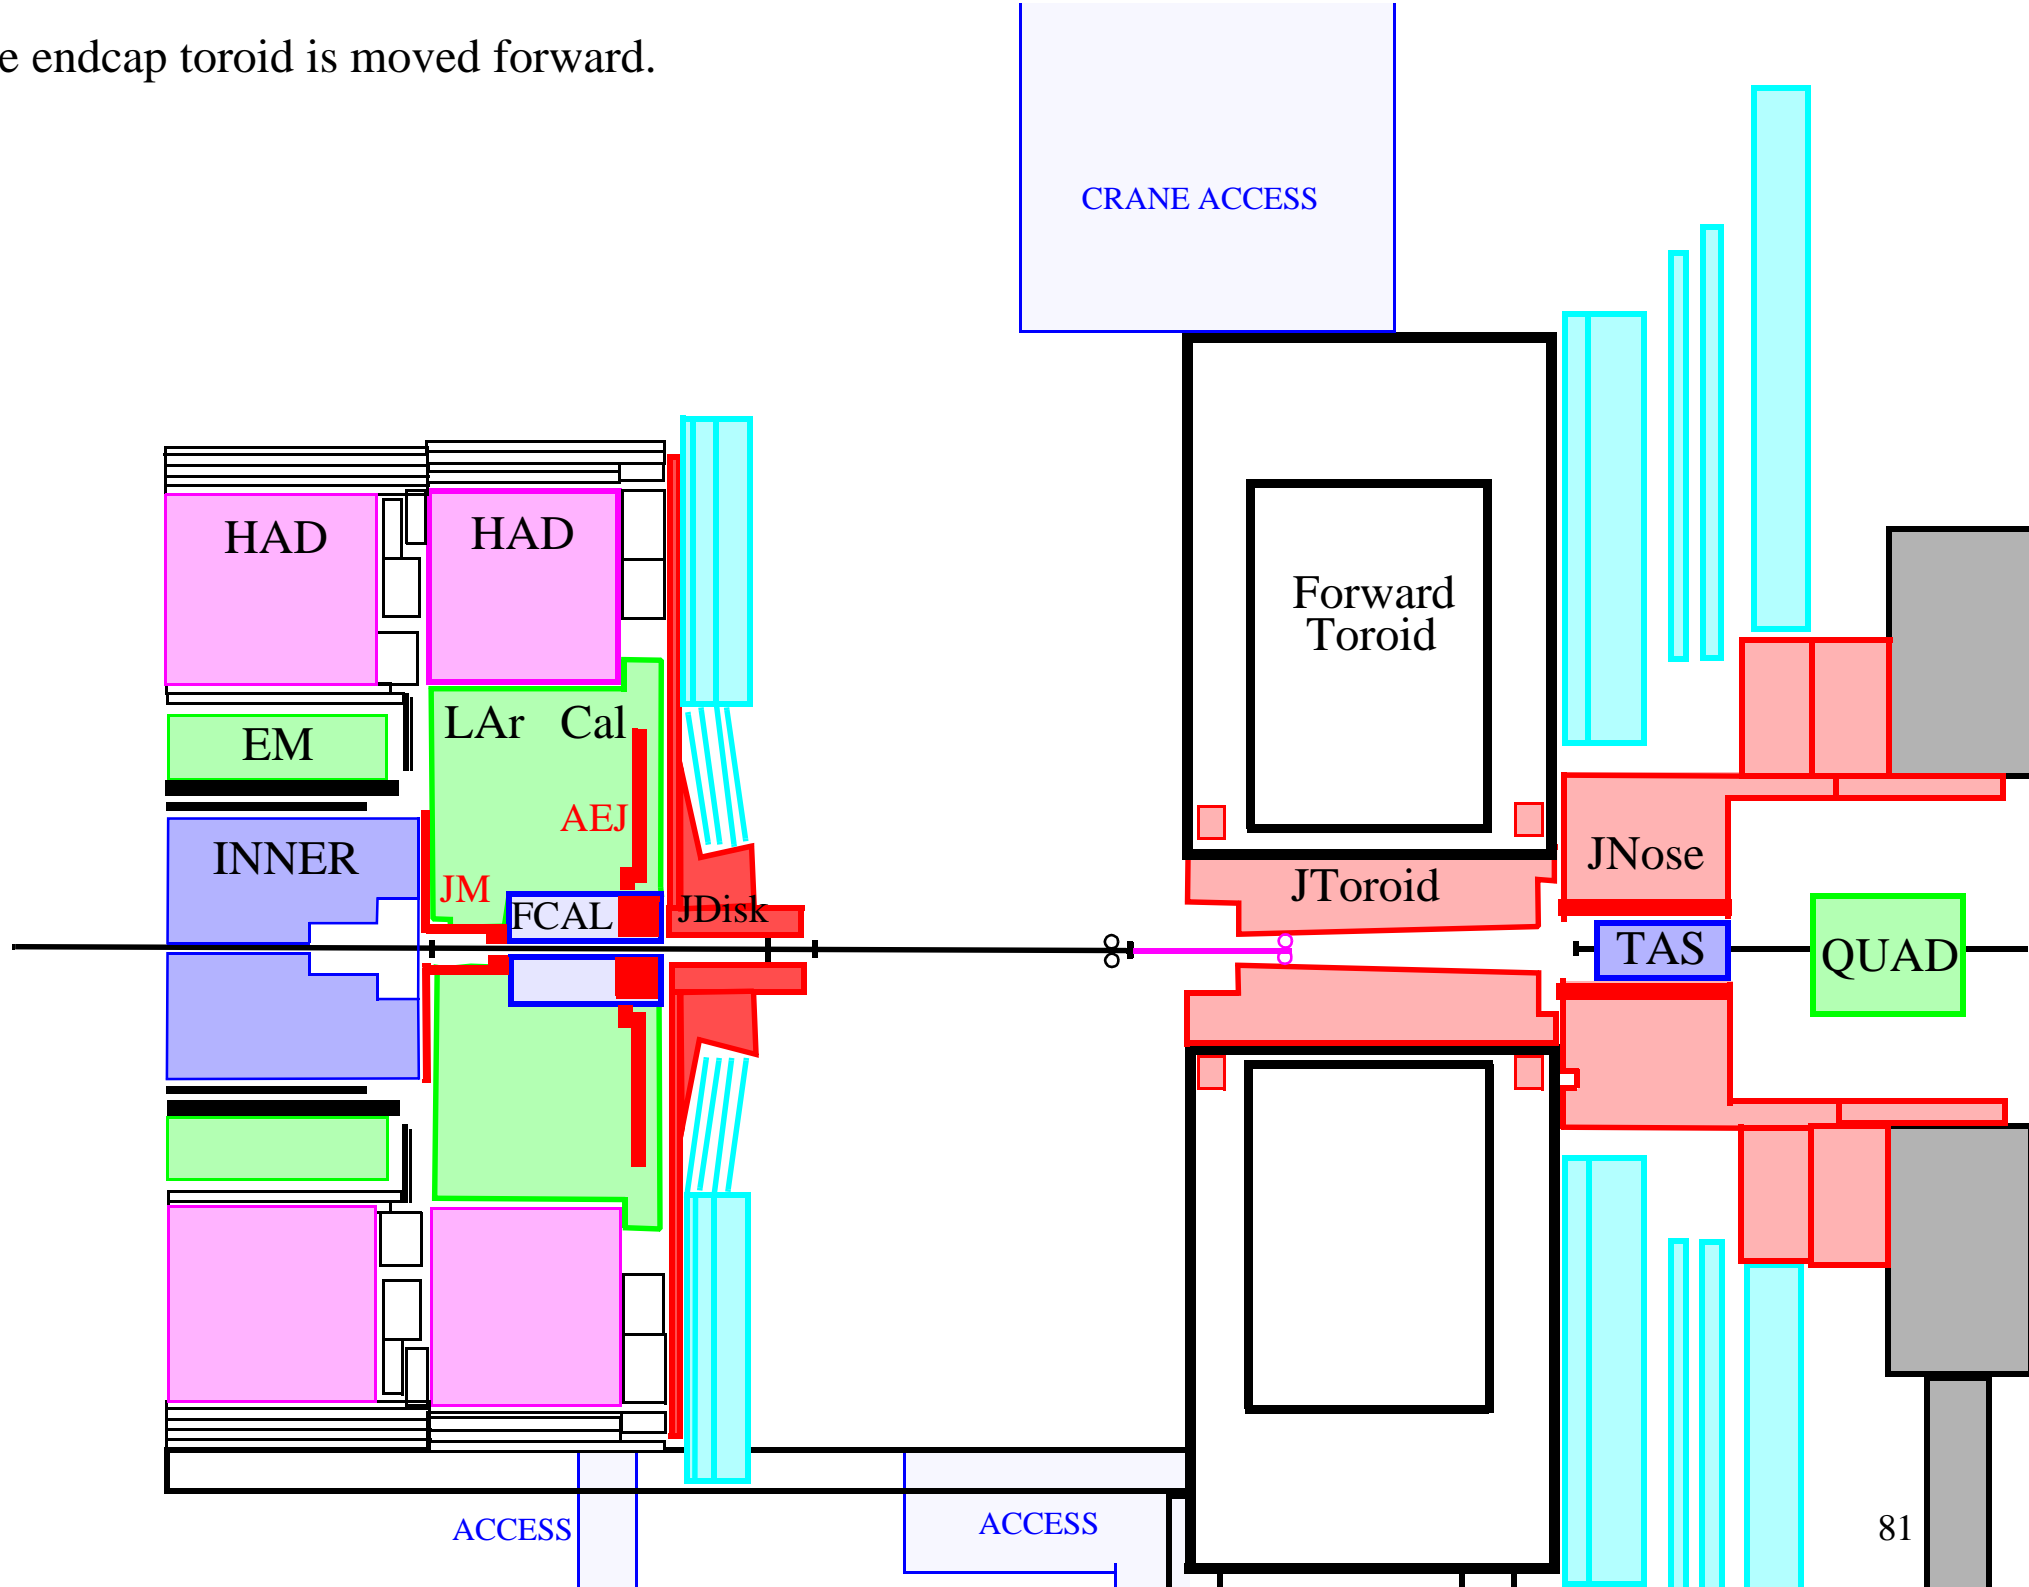 e endcap toroid is moved forward.
CRANE ACCESS
HAD
HAD
Forward
Toroid
LAr Cal
EM
AEJ
INNER
JM
FCAL
JDisk
JToroid
JNose
TAS
QUAD
ACCESS
ACCESS
81